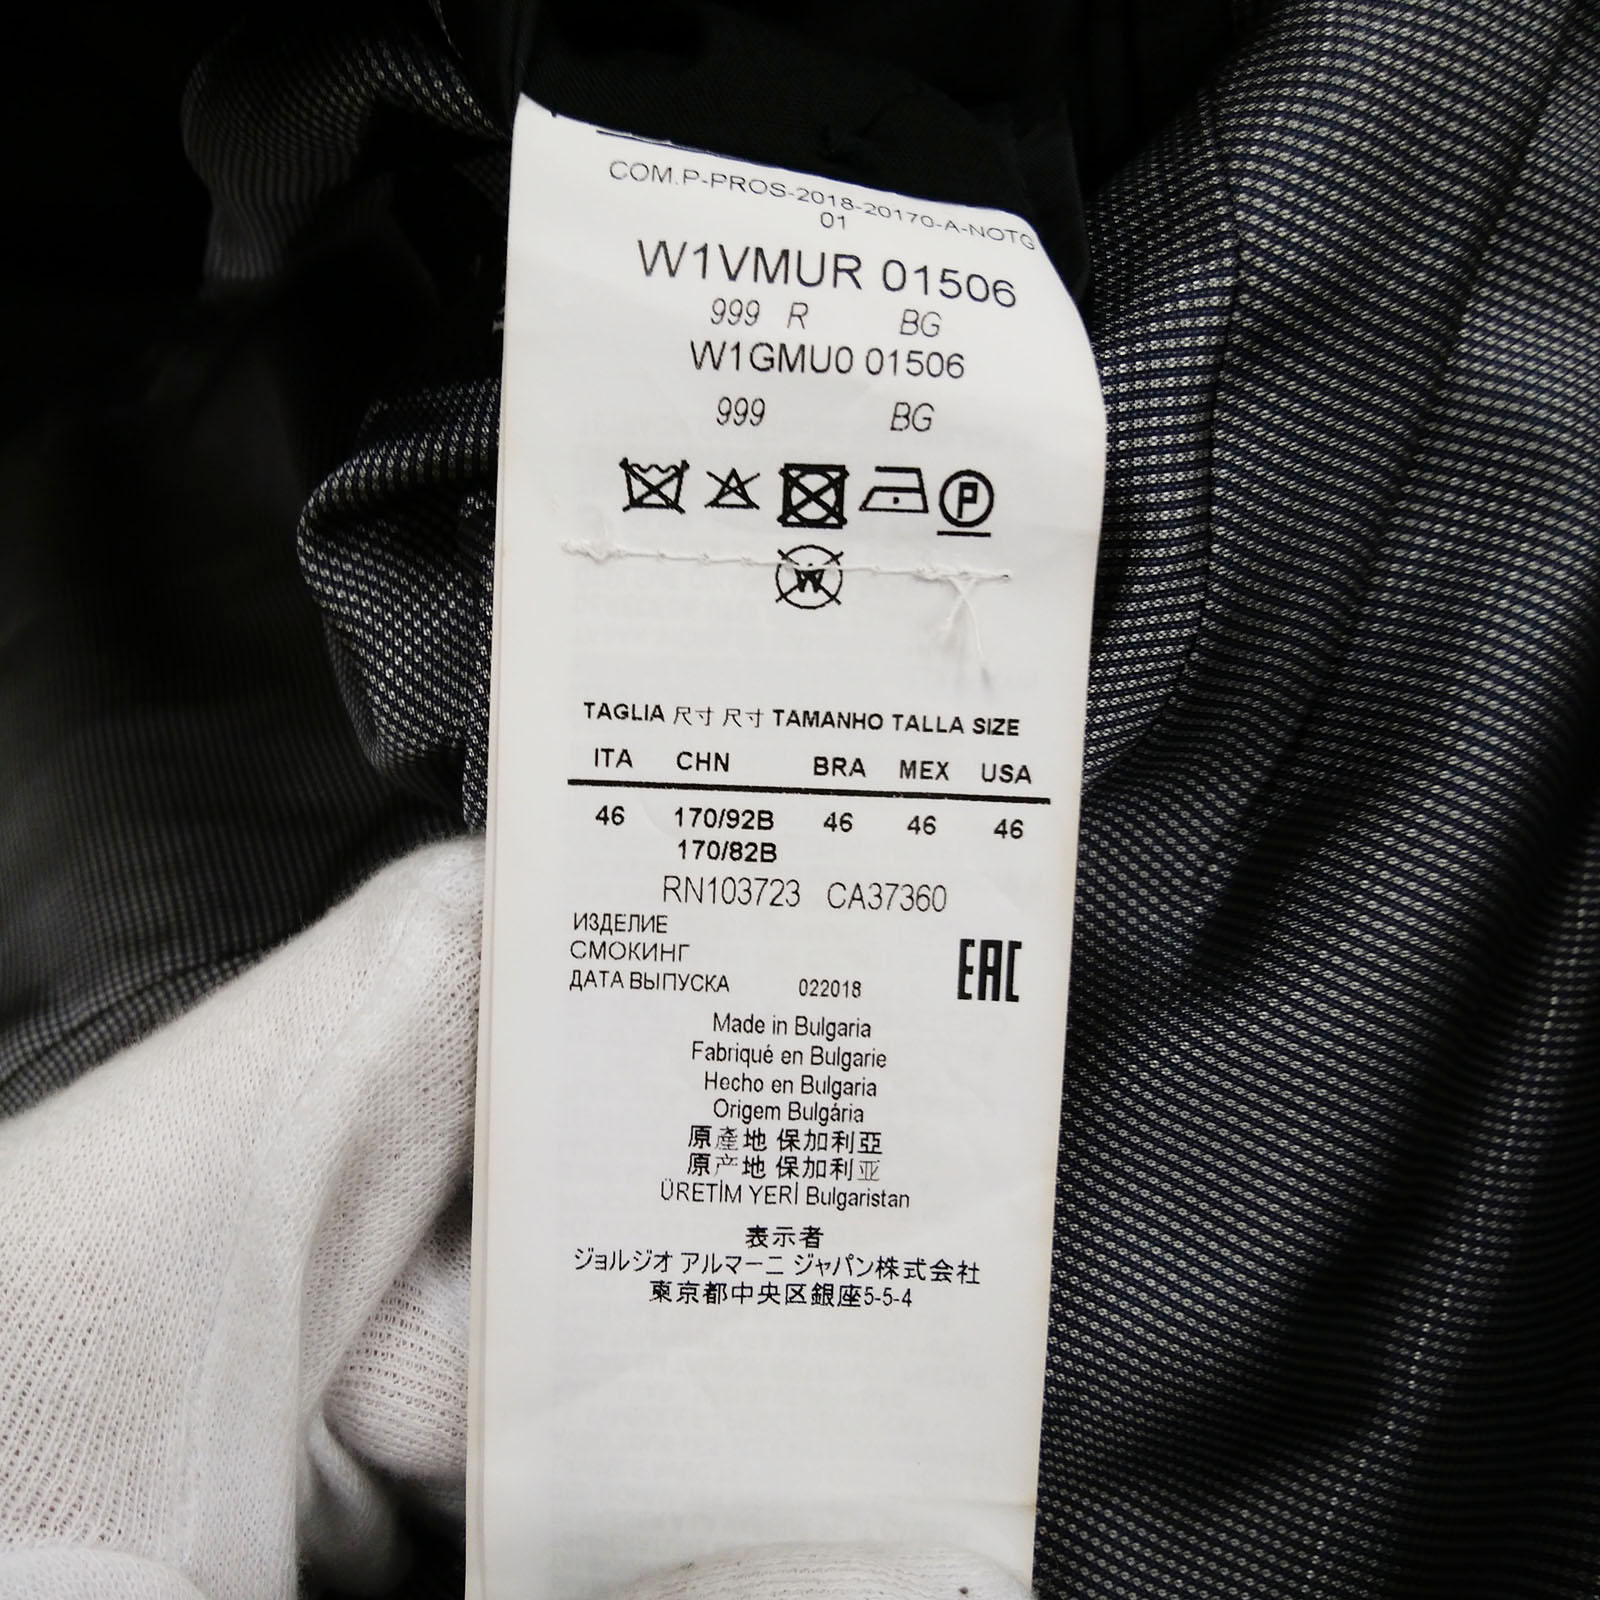 COM.P-PROS-2018-20170-A-NOTG
01
W1VMUR 01506
999 R BG
W1GMU0 01506
999 BG
P
W
TAGLIA 尺寸 尺寸 TAMANHO TALLA SIZE
ITA CHN BRA MEX USA
46 170/92B 46 46 46
170/82B
RN103723 CA37360
ИЗДЕЛИЕ
СМОКИНГ
ДАТА ВЫПУСКА 022018
EAC
Made in Bulgaria
Fabriqué en Bulgarie
Hecho en Bulgaria
Origem Bulgária
原產地 保加利亞
原产地 保加利亚
ÜRETİM YERİ Bulgaristan
表示者
ジョルジオ アルマーニ ジャパン株式会社
東京都中央区銀座5-5-4